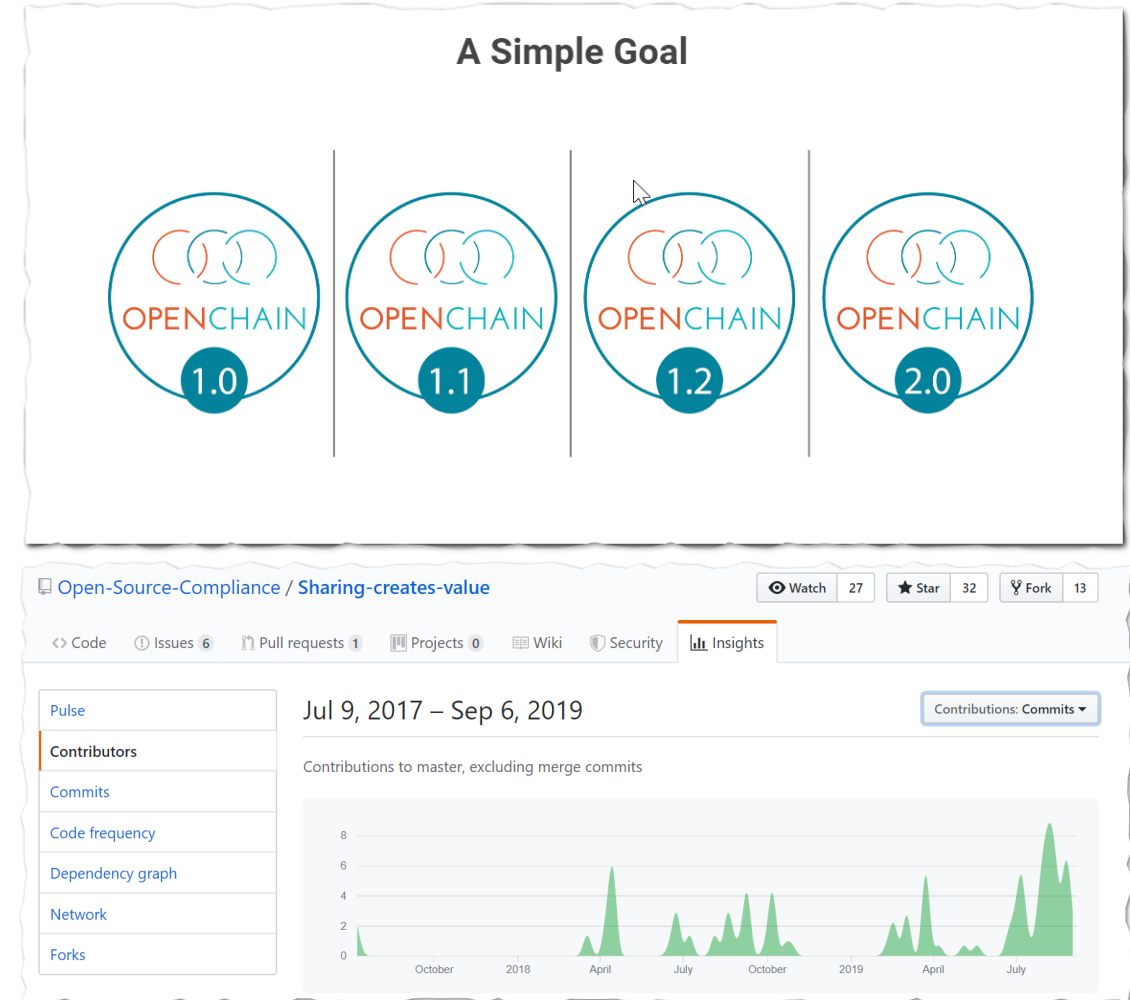 A Simple Goal
OPENCHAIN OPENCHAIN OPENCHAIN OPENCHAIN
1.0 1.1 1.2 2.0
Open-Source-Compliance / Sharing-creates-value
Watch 27 Star 32 Fork 13
Code Issues 6 Pull requests 1 Projects 0 Wiki Security Insights
Pulse
Contributors
Commits
Code frequency
Dependency graph
Network
Forks
Jul 9, 2017 – Sep 6, 2019
Contributions: Commits
Contributions to master, excluding merge commits
8
6
4
2
0
October 2018 April July October 2019 April July